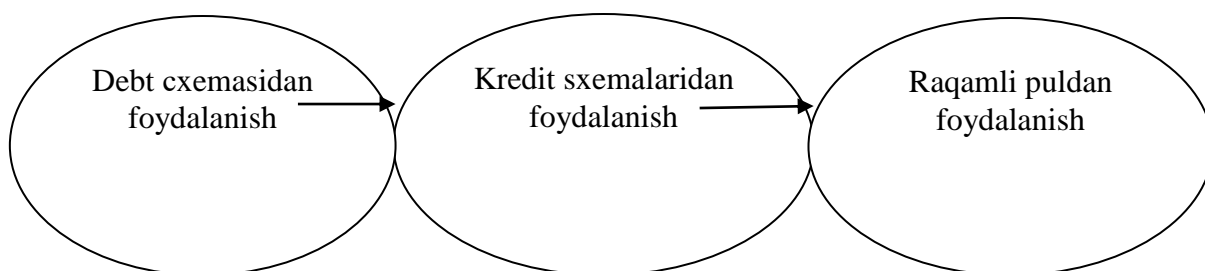 Debt cxemasidan
foydalanish
Kredit sxemalaridan
foydalanish
Raqamli puldan
foydalanish